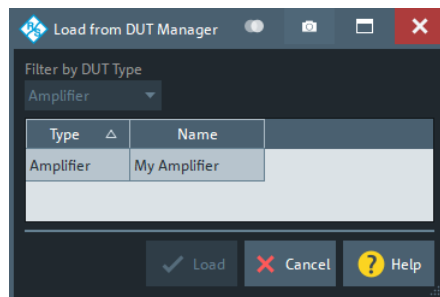 Load from DUT Manager
Filter by DUT Type
Amplifier
Type Name
Amplifier My Amplifier
Load Cancel ? Help